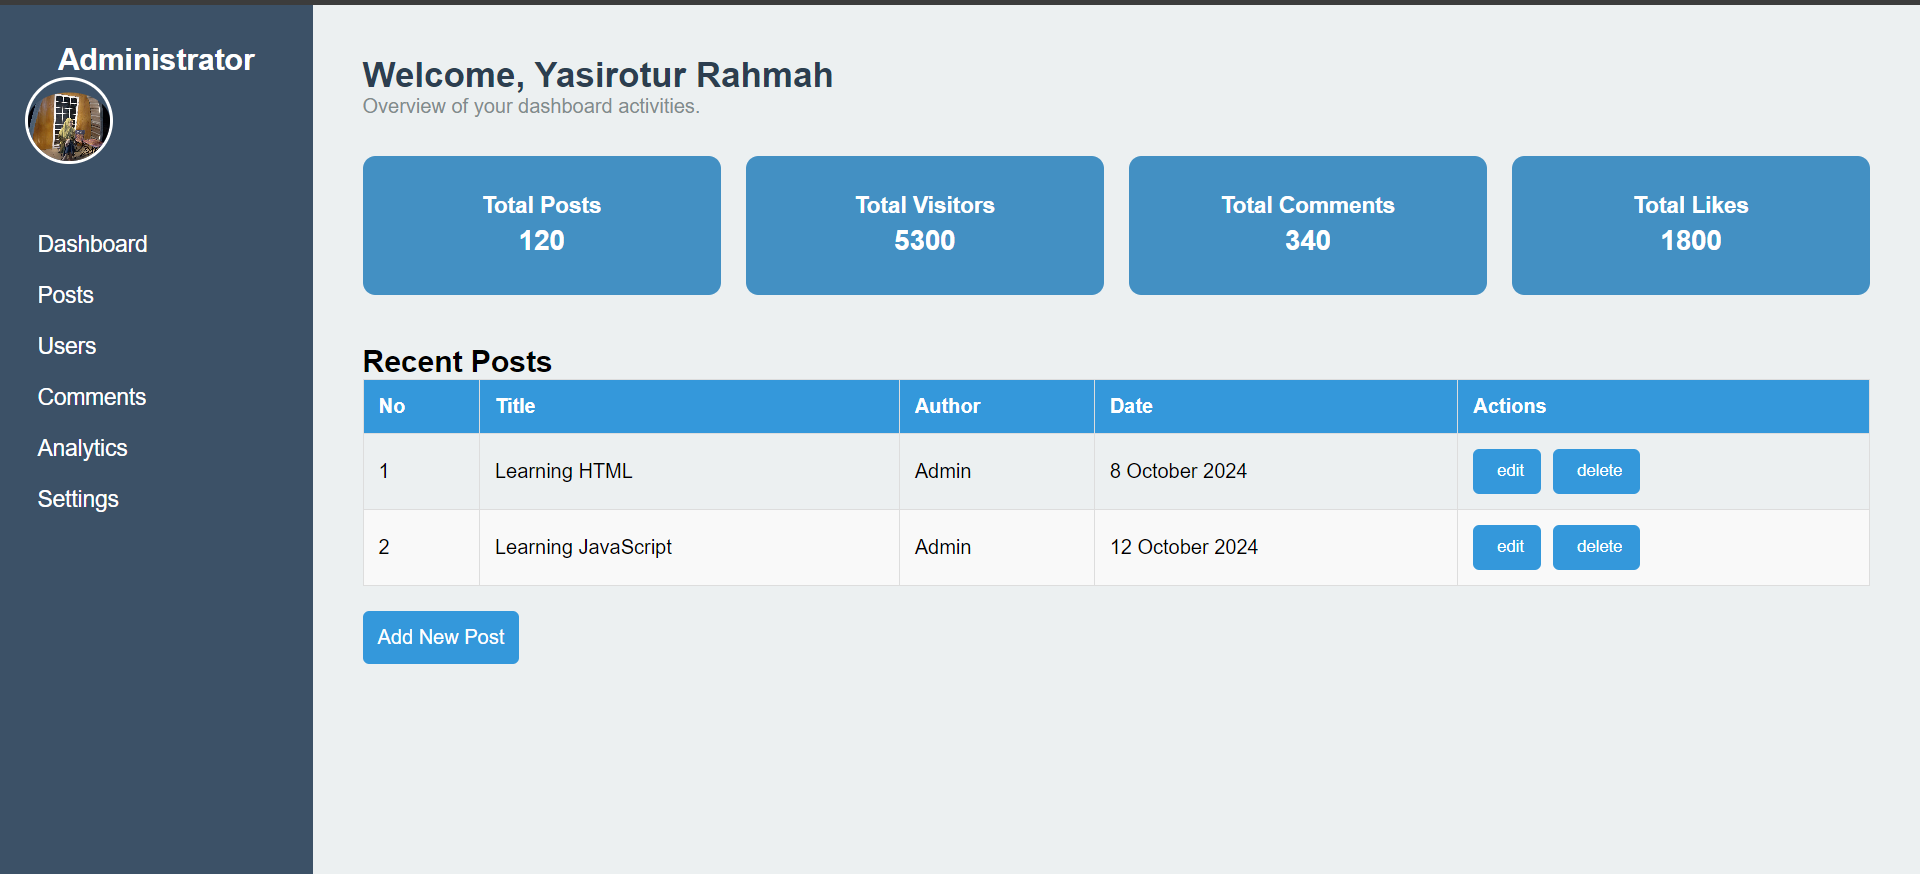 Administrator
Dashboard
Posts
Users
Comments
Analytics
Settings
Welcome, Yasirotur Rahmah
Overview of your dashboard activities.
Total Posts
120
Total Visitors
5300
Total Comments
340
Total Likes
1800
Recent Posts
No Title Author Date Actions
1 Learning HTML Admin 8 October 2024 edit delete
2 Learning JavaScript Admin 12 October 2024 edit delete
Add New Post